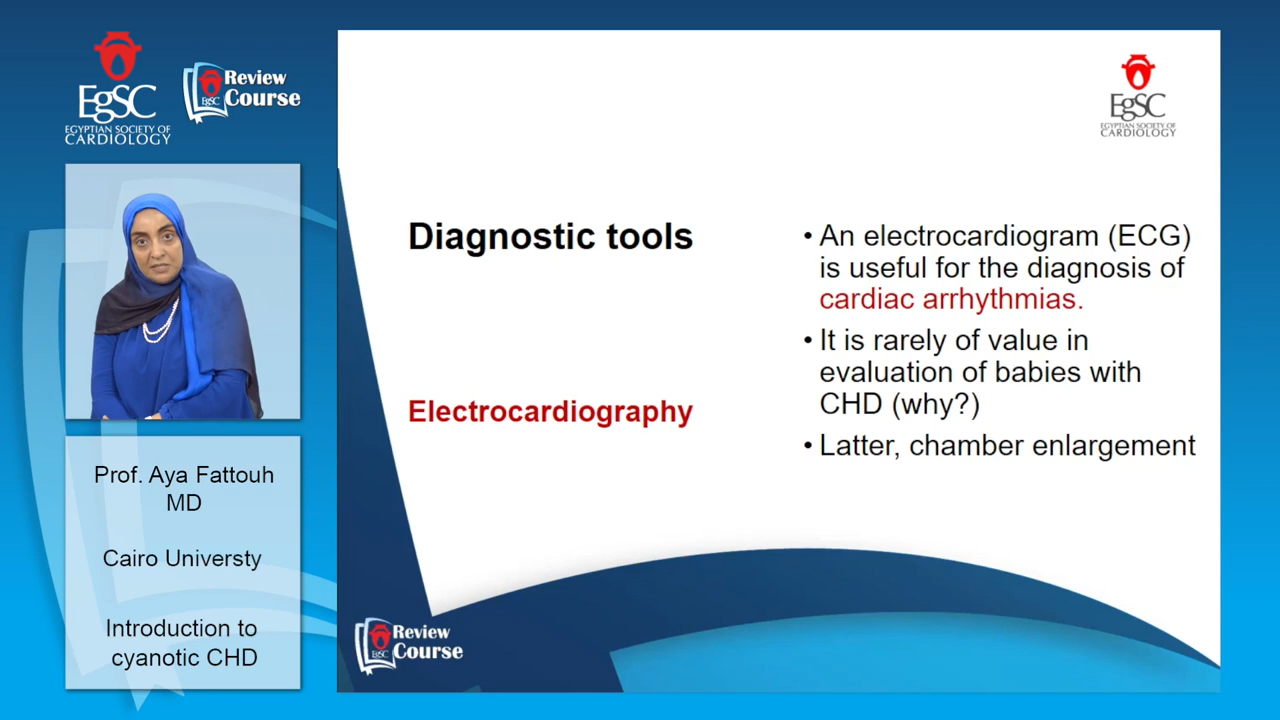 EgSC
EGYPTIAN SOCIETY OF
CARDIOLOGY
EgSC
Review
Course
EgSC
EGYPTIAN SOCIETY OF
CARDIOLOGY
Prof. Aya Fattouh
MD
Cairo Universty
Introduction to
cyanotic CHD
Diagnostic tools
Electrocardiography
• An electrocardiogram (ECG)
is useful for the diagnosis of
cardiac arrhythmias.
• It is rarely of value in
evaluation of babies with
CHD (why?)
• Latter, chamber enlargement
EgSC
Review
Course